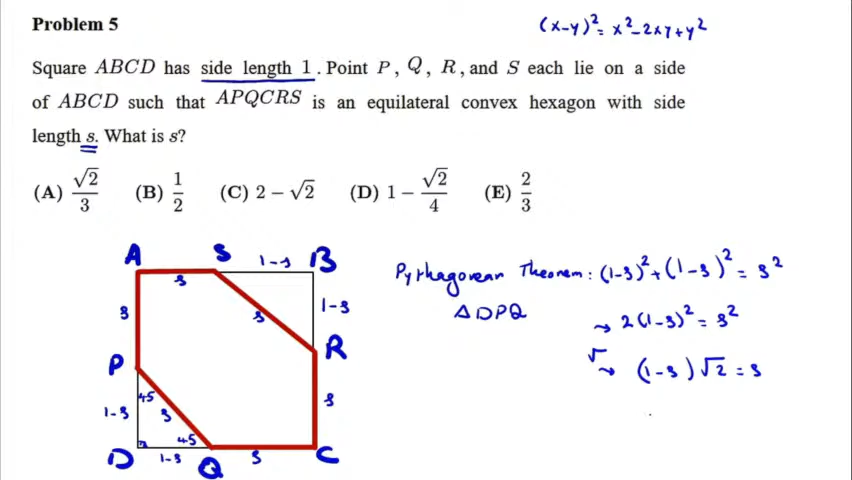 Problem 5
(x-y)² = x² - 2xy + y²
Square ABCD has side length 1. Point P, Q, R, and S each lie on a side
of ABCD such that APQCRS is an equilateral convex hexagon with side
length s. What is s?
(A) √2/3 (B) 1/2 (C) 2 − √2 (D) 1 − √2/4 (E) 2/3
A S 1-s B
s
s s 1-s
P R
1-s 45 s s
45
D 1-s Q s C
Pythagorean Theorem: (1-s)² + (1-s)² = s²
△DPQ
→ 2(1-s)² = s²
√→ (1-s)√2 = s